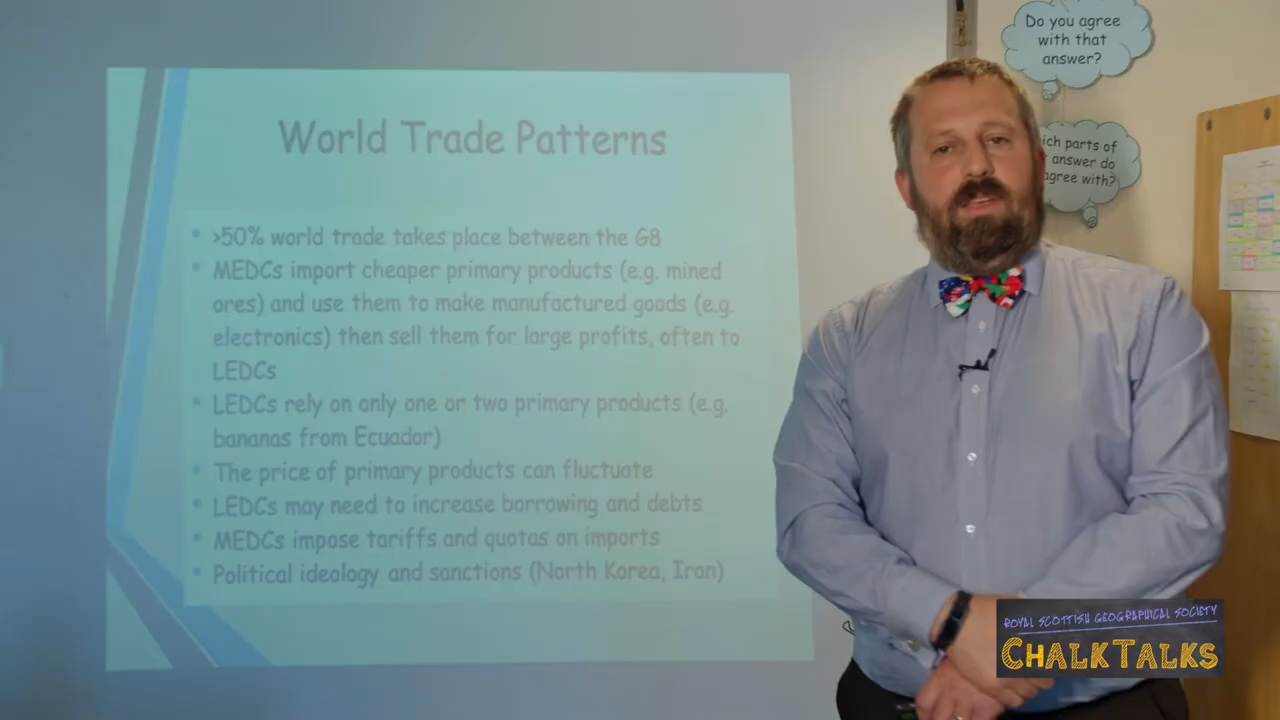 World Trade Patterns
>50% world trade takes place between the G8
MEDCs import cheaper primary products (e.g. mined
ores) and use them to make manufactured goods (e.g.
electronics) then sell them for large profits, often to
LEDCs
LEDCs rely on only one or two primary products (e.g.
bananas from Ecuador)
The price of primary products can fluctuate
LEDCs may need to increase borrowing and debts
MEDCs impose tariffs and quotas on imports
Political ideology and sanctions (North Korea, Iran)
Do you agree
with that
answer?
ich parts of
answer do
agree with?
ROYAL SCOTTISH GEOGRAPHICAL SOCIETY
CHALKTALKS